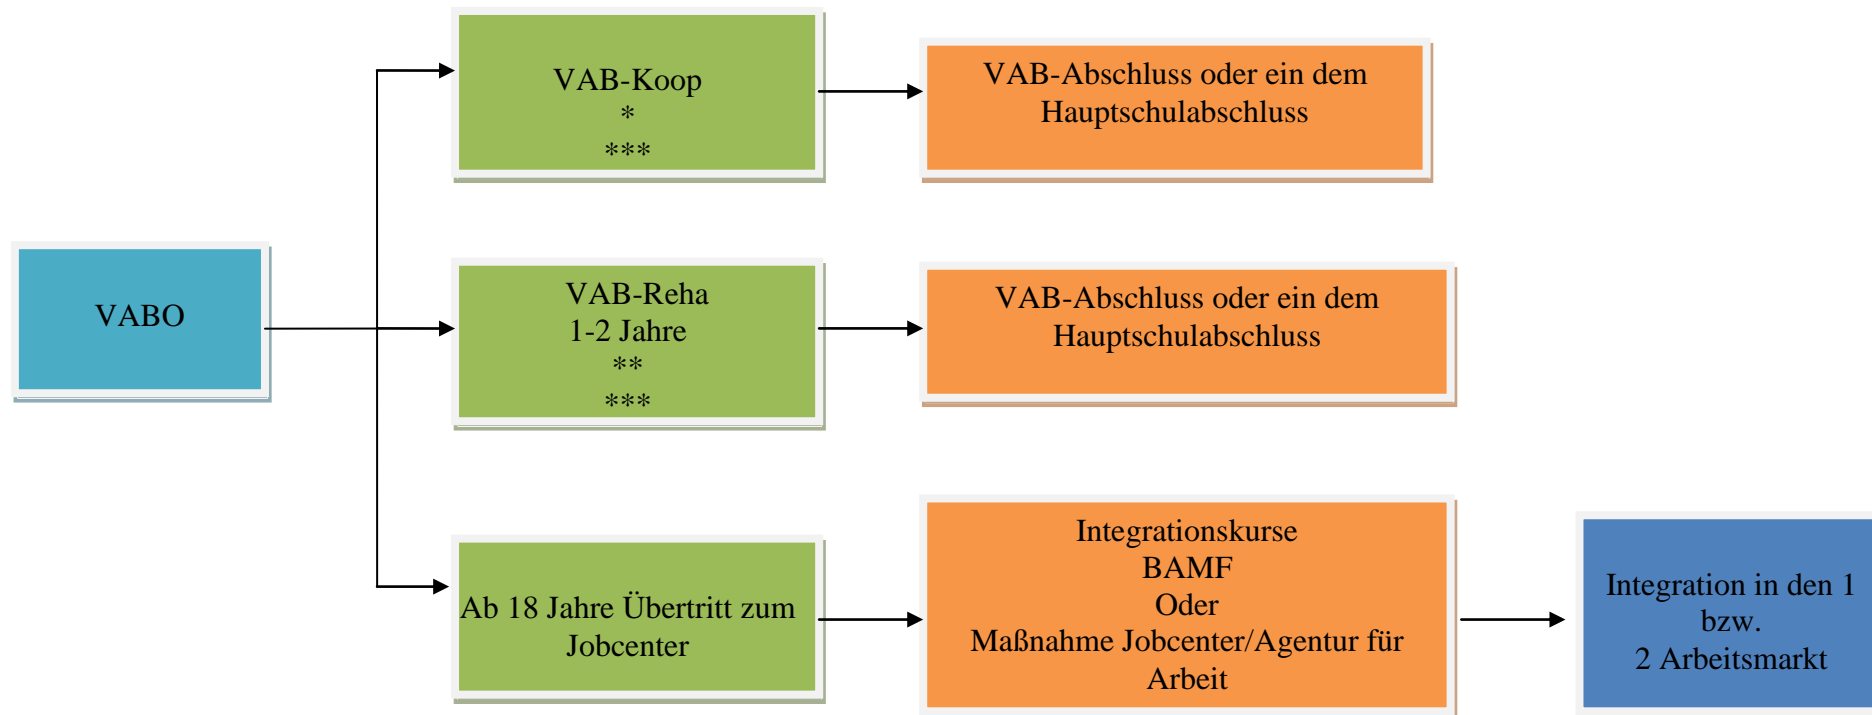 VAB-Koop
*
***
VAB-Abschluss oder ein dem
Hauptschulabschluss
VABO
VAB-Reha
1-2 Jahre
**
***
VAB-Abschluss oder ein dem
Hauptschulabschluss
Ab 18 Jahre Übertritt zum
Jobcenter
Integrationskurse
BAMF
Oder
Maßnahme Jobcenter/Agentur für
Arbeit
Integration in den 1
bzw.
2 Arbeitsmarkt